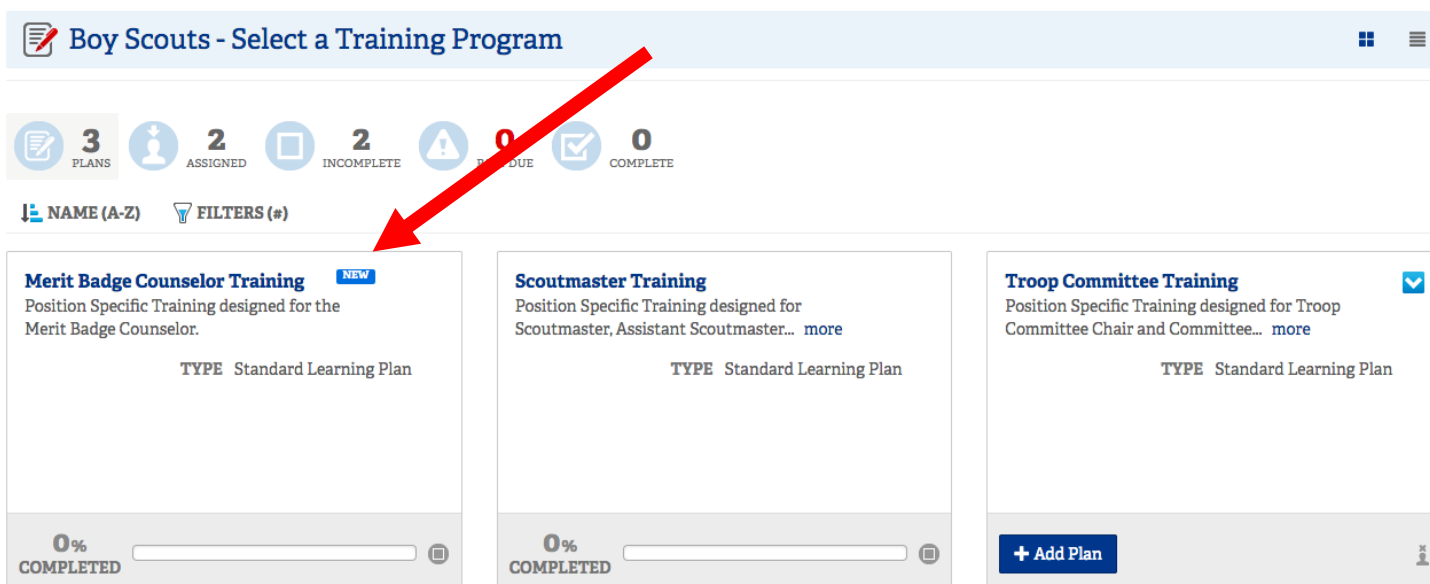 Boy Scouts - Select a Training Program
3 PLANS 2 ASSIGNED 2 INCOMPLETE 0 DUE 0 COMPLETE
NAME (A-Z) FILTERS (#)
Merit Badge Counselor Training NEW
Position Specific Training designed for the
Merit Badge Counselor.
TYPE Standard Learning Plan
0% COMPLETED
Scoutmaster Training
Position Specific Training designed for
Scoutmaster, Assistant Scoutmaster... more
TYPE Standard Learning Plan
0% COMPLETED
Troop Committee Training
Position Specific Training designed for Troop
Committee Chair and Committee... more
TYPE Standard Learning Plan
+ Add Plan